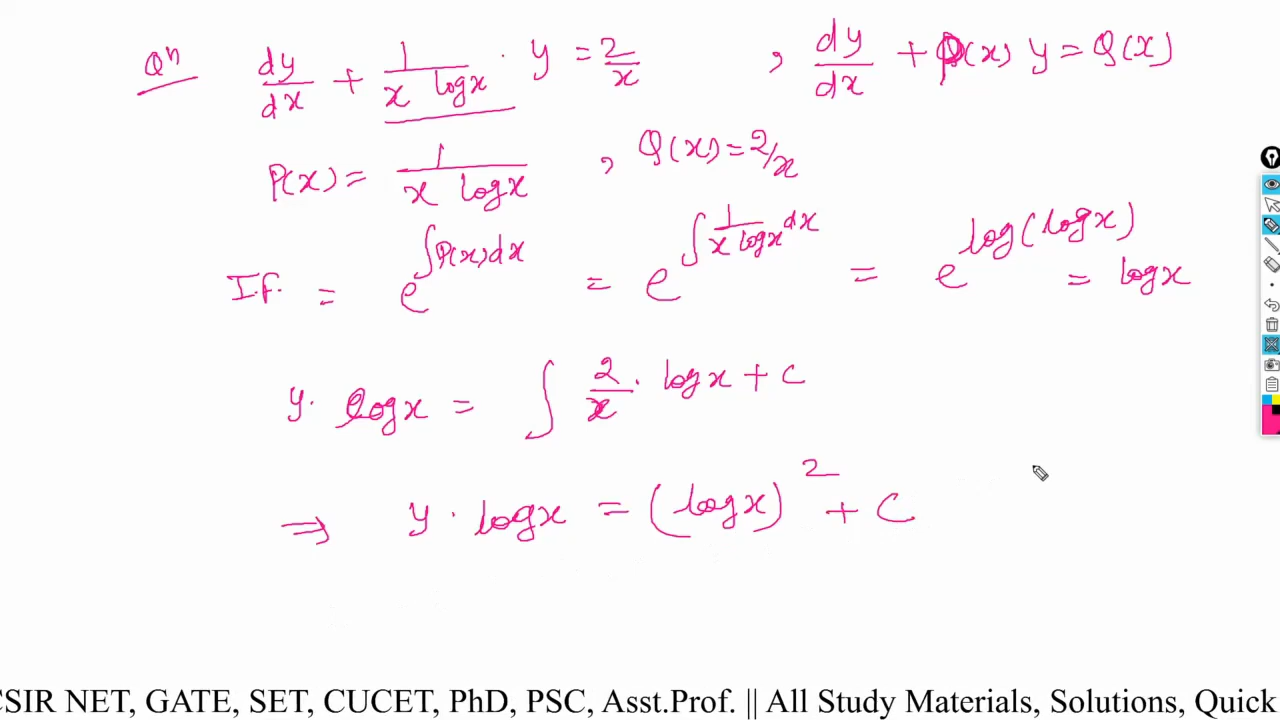 Qⁿ dy/dx + 1/(x log x) · y = 2/x , dy/dx + P(x) y = Q(x)
P(x) = 1/(x log x) , Q(x) = 2/x
I.F. = e^(∫P(x)dx) = e^(∫ 1/(x log x) dx) = e^(log(log x)) = log x
y · log x = ∫ 2/x · log x + C
⇒ y · log x = (log x)² + C
CSIR NET, GATE, SET, CUCET, PhD, PSC, Asst.Prof. || All Study Materials, Solutions, Quick